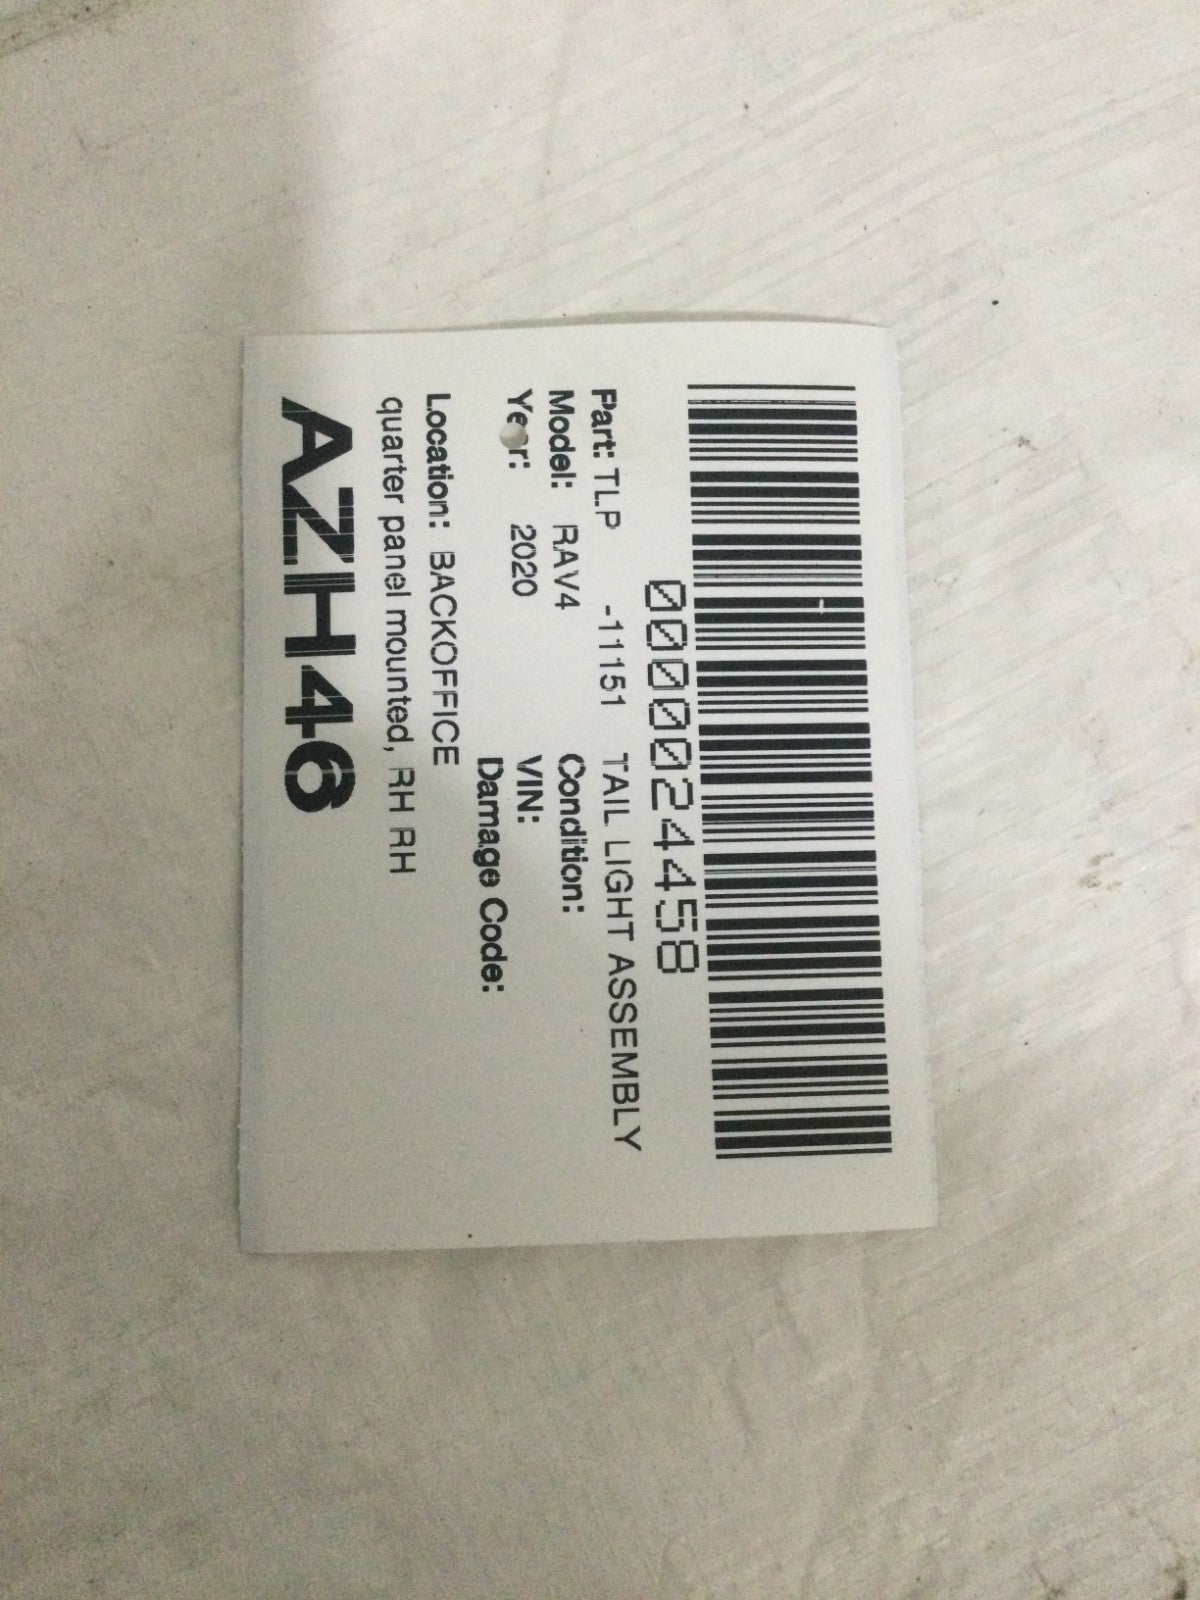 0000024458
Part: TLP -11151 TAIL LIGHT ASSEMBLY
Model: RAV4 Condition:
Year: 2020 VIN:
Damage Code:
Location: BACKOFFICE
quarter panel mounted, RH RH
AZH46